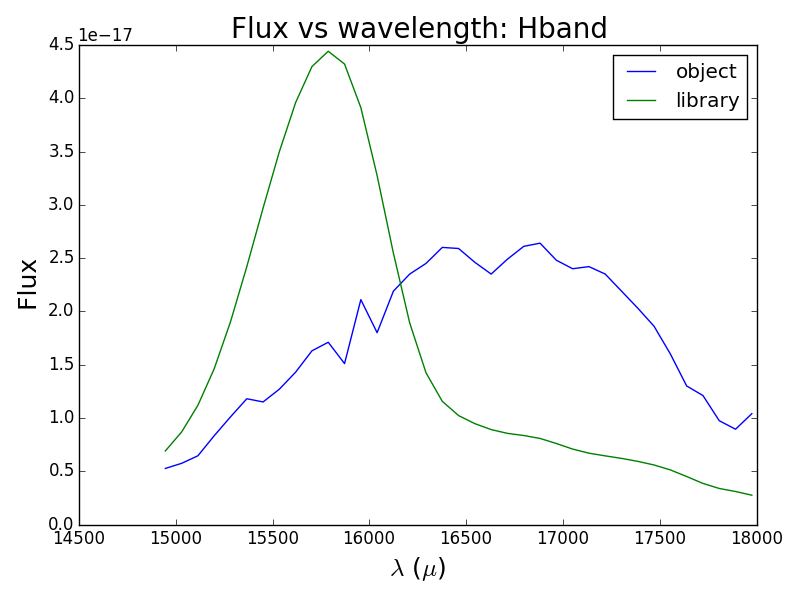 Flux vs wavelength: Hband
1e−17
object
library
4.5
4.0
3.5
3.0
2.5
2.0
1.5
1.0
0.5
0.0
Flux
14500 15000 15500 16000 16500 17000 17500 18000
λ (μ)